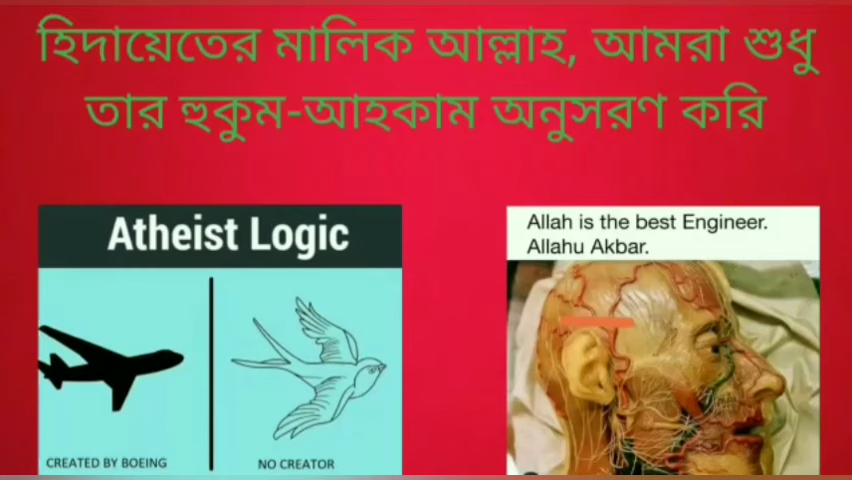 হিদায়েতের মালিক আল্লাহ, আমরা শুধু
তার হুকুম-আহকাম অনুসরণ করি
Atheist Logic
CREATED BY BOEING
NO CREATOR
Allah is the best Engineer.
Allahu Akbar.